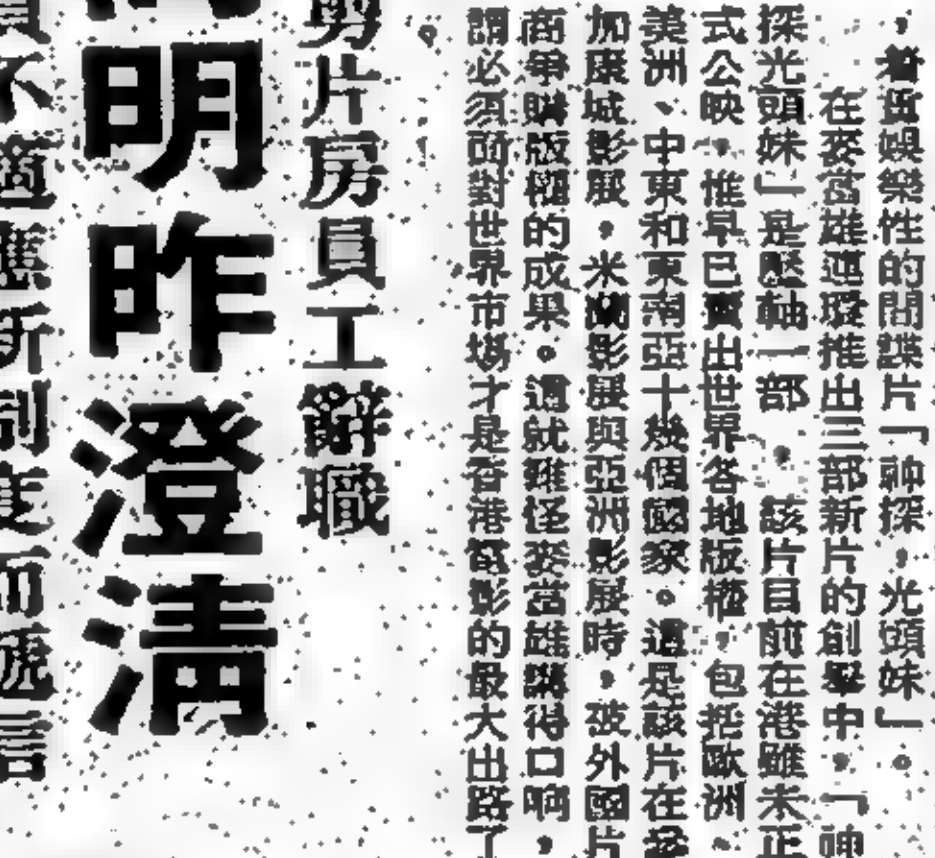 ,着重娛樂性的間諜片「神探,光頭妹」。
在麥當雄連環推出三部新片的創舉中,「神
探光頭妹」是壓軸一部,該片目前在港雖未正
式公映,惟早已賣出世界各地版權,包括歐洲、
美洲、中東和東南亞十幾個國家。這是該片在參
加康城影展,米蘭影展與亞洲影展時,被外國片
商爭購版權的成果。這就難怪麥當雄講得口响,
謂必須面對世界市場才是香港電影的最大出路了
。
剪片房員工辭職
明昨澄清
員不適應新制度而號言